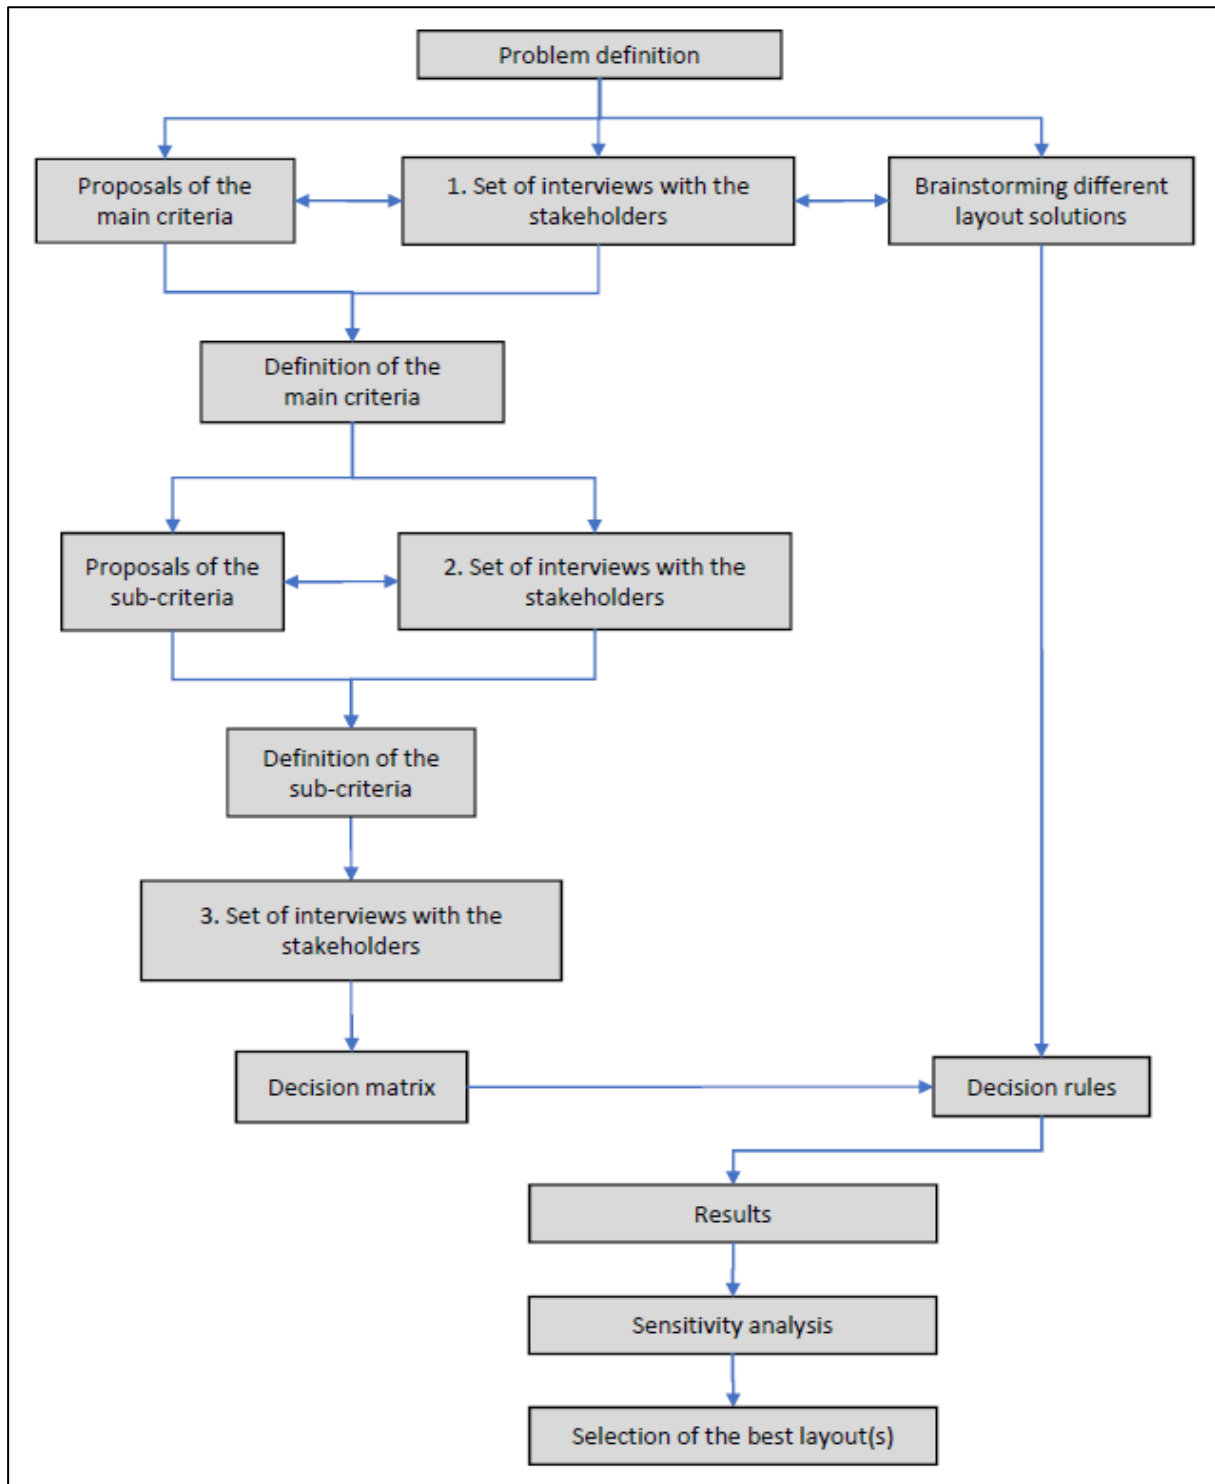 Problem definition
Proposals of the
main criteria
1. Set of interviews with the
stakeholders
Brainstorming different
layout solutions
Definition of the
main criteria
Proposals of the
sub-criteria
2. Set of interviews with the
stakeholders
Definition of the
sub-criteria
3. Set of interviews with the
stakeholders
Decision matrix
Decision rules
Results
Sensitivity analysis
Selection of the best layout(s)